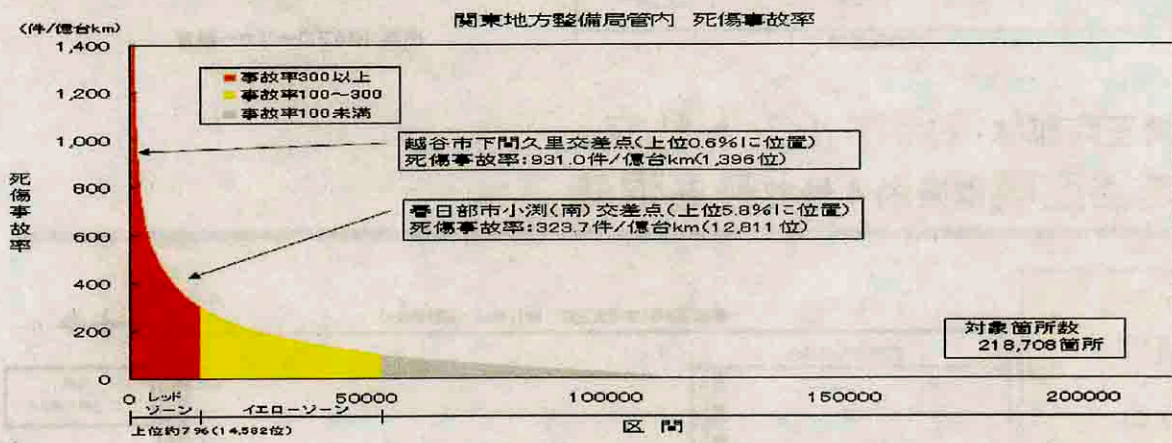 関東地方整備局管内 死傷事故率
(件/億台km)
1,400
1,200
1,000
800
600
400
200
0
死傷事故率
事故率300以上
事故率100～300
事故率100未満
越谷市下間久里交差点(上位0.6%に位置)
死傷事故率:931.0件/億台km(1,396位)
春日部市小渕(南)交差点(上位5.8%に位置)
死傷事故率:323.7件/億台km(12,811位)
対象箇所数
218,708箇所
0 50000 100000 150000 200000
レッドゾーン
イエローゾーン
区間
上位約7%(14,582位)